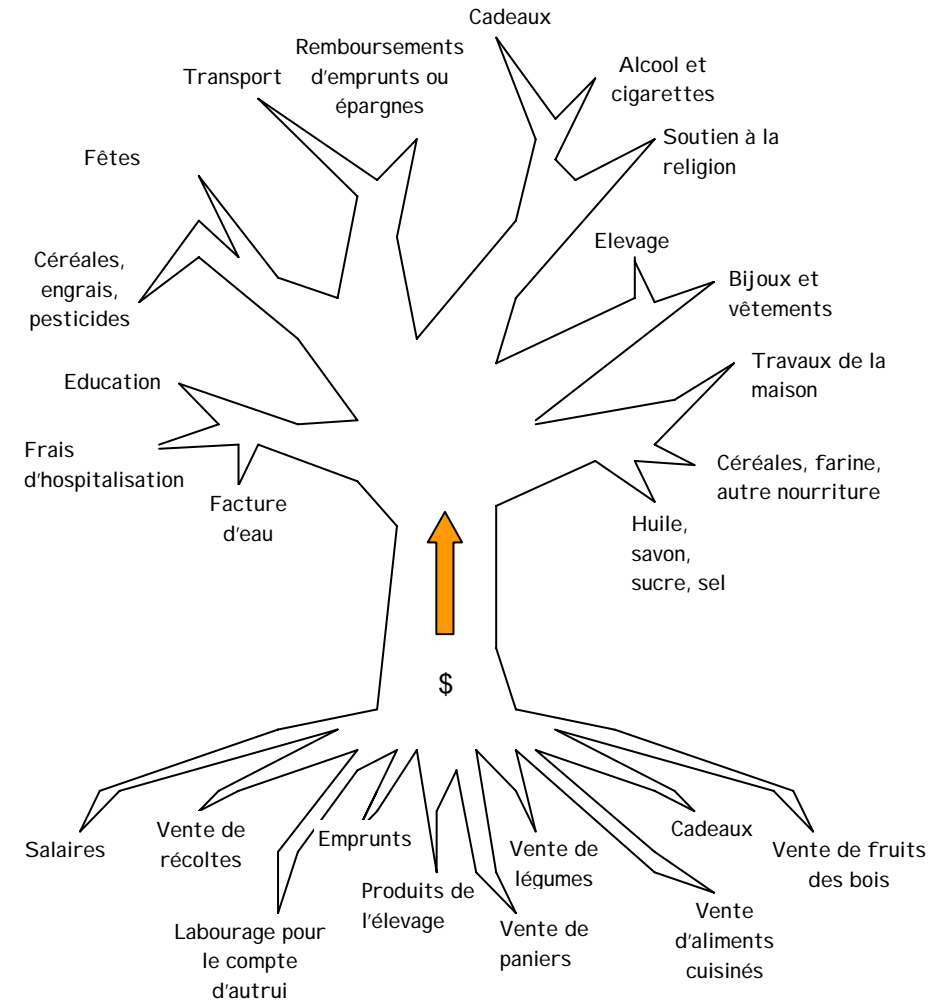 Cadeaux
Remboursements
d'emprunts ou
épargnes
Transport
Alcool et
cigarettes
Soutien à la
religion
Fêtes
Elevage
Céréales,
engrais,
pesticides
Bijoux et
vêtements
Education
Travaux de la
maison
Frais
d'hospitalisation
Céréales, farine,
autre nourriture
Facture
d'eau
Huile,
savon,
sucre, sel
$
Salaires
Vente de
récoltes
Emprunts
Vente de
légumes
Cadeaux
Vente de fruits
des bois
Produits de
l'élevage
Labourage pour
le compte
d'autrui
Vente de
paniers
Vente
d'aliments
cuisinés